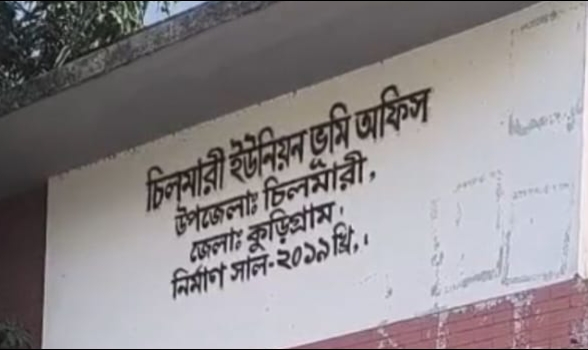 চিলমারী ইউনিয়ন ভূমি অফিস
উপজেলাঃ চিলমারী,
জেলাঃ কুড়িগ্রাম,
নির্মাণ সাল-২০১৯খ্রি,।